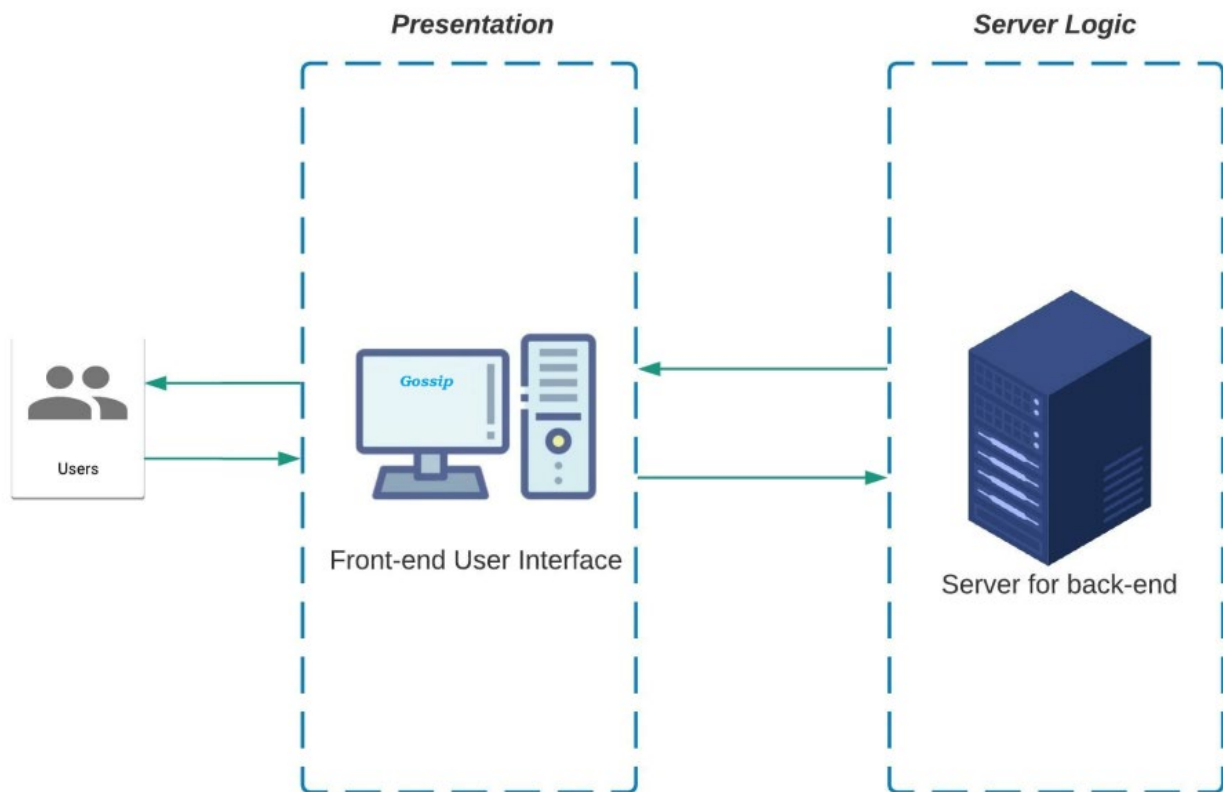 Presentation
Server Logic
Gossip
Users
Front-end User Interface
Server for back-end